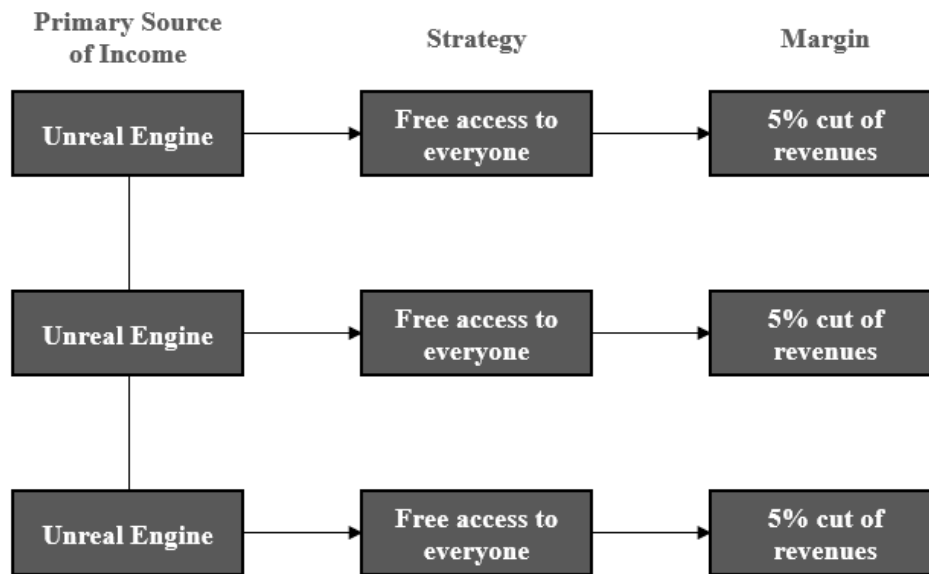 Primary Source
of Income
Strategy
Margin
Unreal Engine
Free access to
everyone
5% cut of
revenues
Unreal Engine
Free access to
everyone
5% cut of
revenues
Unreal Engine
Free access to
everyone
5% cut of
revenues